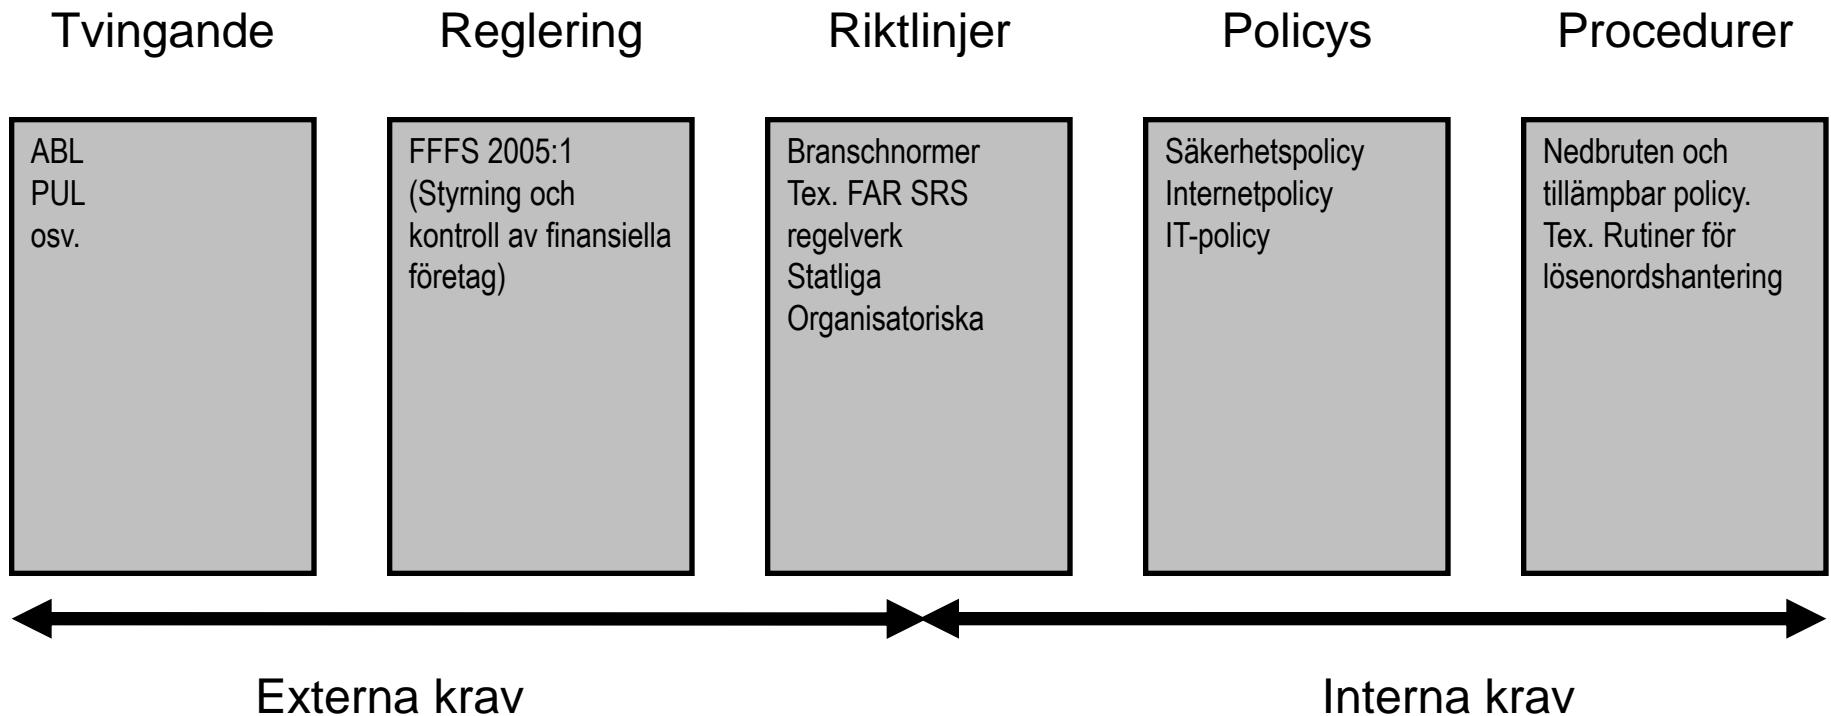 Tvingande
Reglering
Riktlinjer
Policys
Procedurer
ABL
PUL
osv.
FFFS 2005:1
(Styrning och
kontroll av finansiella
företag)
Branschnormer
Tex. FAR SRS
regelverk
Statliga
Organisatoriska
Säkerhetspolicy
Internetpolicy
IT-policy
Nedbruten och
tillämpbar policy.
Tex. Rutiner för
lösenordshantering
Externa krav
Interna krav